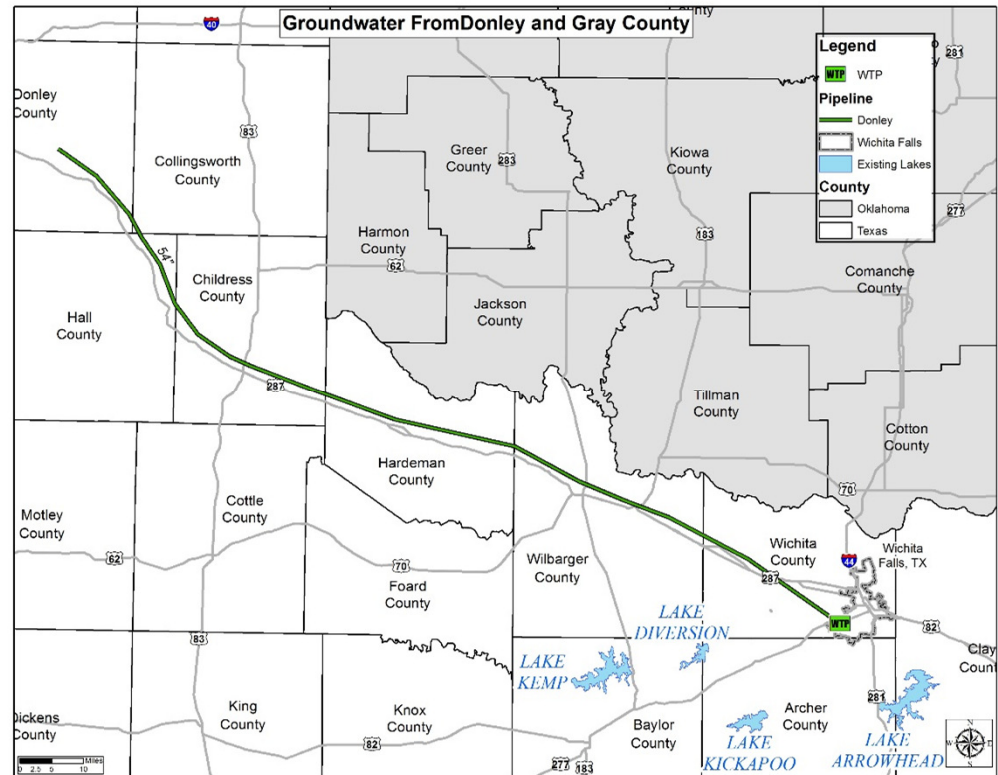 Groundwater FromDonley and Gray County
County
40
Legend
WTP WTP
Pipeline
Donley
Wichita Falls
Existing Lakes
County
Oklahoma
Texas
281
277
Donley
County
83
Collingsworth
County
Greer
County
283
Kiowa
County
Harmon
County
62
183
54"
Childress
County
Comanche
County
Hall
County
Jackson
County
287
Tillman
County
Cotton
County
Hardeman
County
70
Cottle
County
Motley
County
62
70
Foard
County
Wilbarger
County
Wichita
County
287
44
Wichita
Falls, TX
WTP
82
83
LAKE
DIVERSION
LAKE
KEMP
Clay
County
281
King
County
Knox
County
82
Dickens
County
Baylor
County
Archer
County
LAKE
KICKAPOO
LAKE
ARROWHEAD
277
183
Miles
0 2.5 5 10
N
W E
S